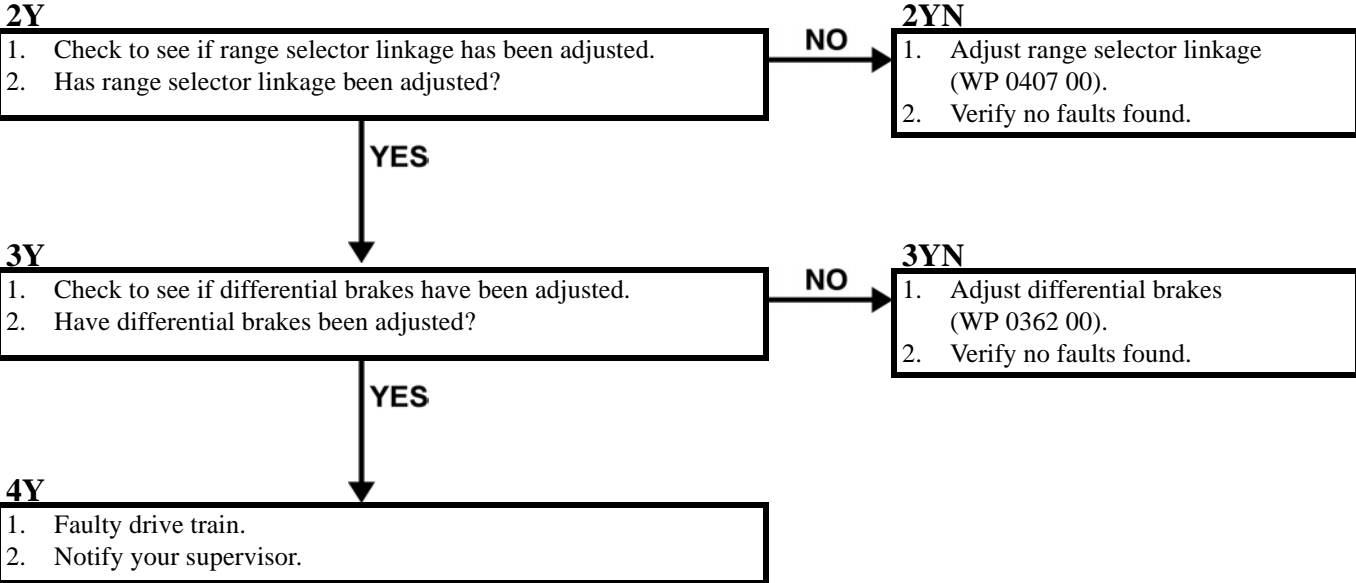 2Y
1. Check to see if range selector linkage has been adjusted.
2. Has range selector linkage been adjusted?
NO
2YN
1. Adjust range selector linkage
(WP 0407 00).
2. Verify no faults found.
YES
3Y
1. Check to see if differential brakes have been adjusted.
2. Have differential brakes been adjusted?
NO
3YN
1. Adjust differential brakes
(WP 0362 00).
2. Verify no faults found.
YES
4Y
1. Faulty drive train.
2. Notify your supervisor.